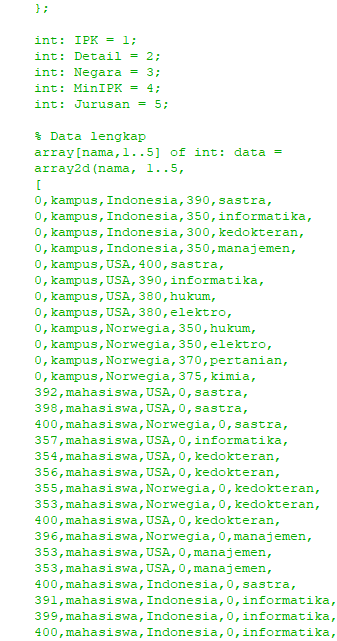 };
int: IPK = 1;
int: Detail = 2;
int: Negara = 3;
int: MinIPK = 4;
int: Jurusan = 5;
% Data lengkap
array[nama,1..5] of int: data =
array2d(nama, 1..5,
[
0,kampus,Indonesia,390,sastra,
0,kampus,Indonesia,350,informatika,
0,kampus,Indonesia,300,kedokteran,
0,kampus,Indonesia,350,manajemen,
0,kampus,USA,400,sastra,
0,kampus,USA,390,informatika,
0,kampus,USA,380,hukum,
0,kampus,USA,380,elektro,
0,kampus,Norwegia,350,hukum,
0,kampus,Norwegia,350,elektro,
0,kampus,Norwegia,370,pertanian,
0,kampus,Norwegia,375,kimia,
392,mahasiswa,USA,0,sastra,
398,mahasiswa,USA,0,sastra,
400,mahasiswa,Norwegia,0,sastra,
357,mahasiswa,USA,0,informatika,
354,mahasiswa,USA,0,kedokteran,
356,mahasiswa,USA,0,kedokteran,
355,mahasiswa,Norwegia,0,kedokteran,
353,mahasiswa,Norwegia,0,kedokteran,
400,mahasiswa,USA,0,kedokteran,
396,mahasiswa,Norwegia,0,manajemen,
353,mahasiswa,USA,0,manajemen,
353,mahasiswa,USA,0,manajemen,
400,mahasiswa,Indonesia,0,sastra,
391,mahasiswa,Indonesia,0,informatika,
399,mahasiswa,Indonesia,0,informatika,
400,mahasiswa,Indonesia,0,informatika,